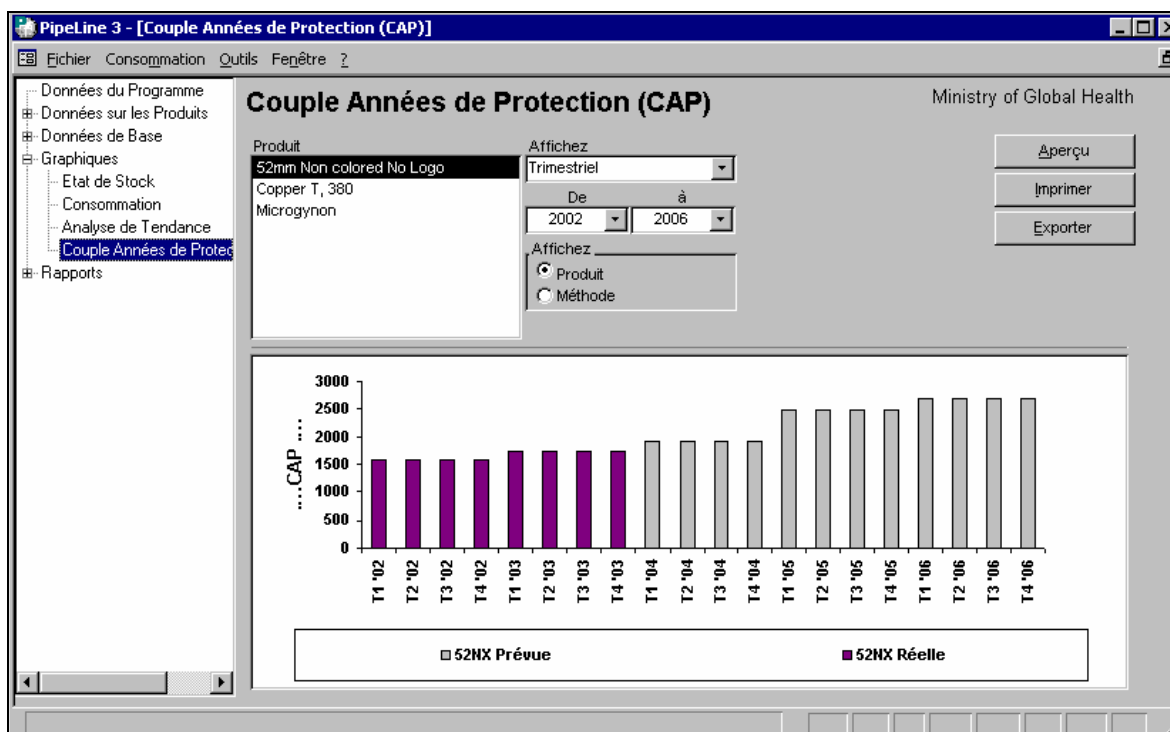 PipeLine 3 - [Couple Années de Protection (CAP)]
Fichier Consommation Outils Fenêtre ?
Données du Programme
Données sur les Produits
Données de Base
Graphiques
Etat de Stock
Consommation
Analyse de Tendance
Couple Années de Protec
Rapports
Couple Années de Protection (CAP)
Ministry of Global Health
Produit
52mm Non colored No Logo
Copper T, 380
Microgynon
Affichez
Trimestriel
De à
2002 2006
Affichez
Produit
Méthode
Aperçu
Imprimer
Exporter
3000
2500
2000
1500
1000
500
0
....CAP ....
T1 '02 T2 '02 T3 '02 T4 '02 T1 '03 T2 '03 T3 '03 T4 '03 T1 '04 T2 '04 T3 '04 T4 '04 T1 '05 T2 '05 T3 '05 T4 '05 T1 '06 T2 '06 T3 '06 T4 '06
52NX Prévue 52NX Réelle